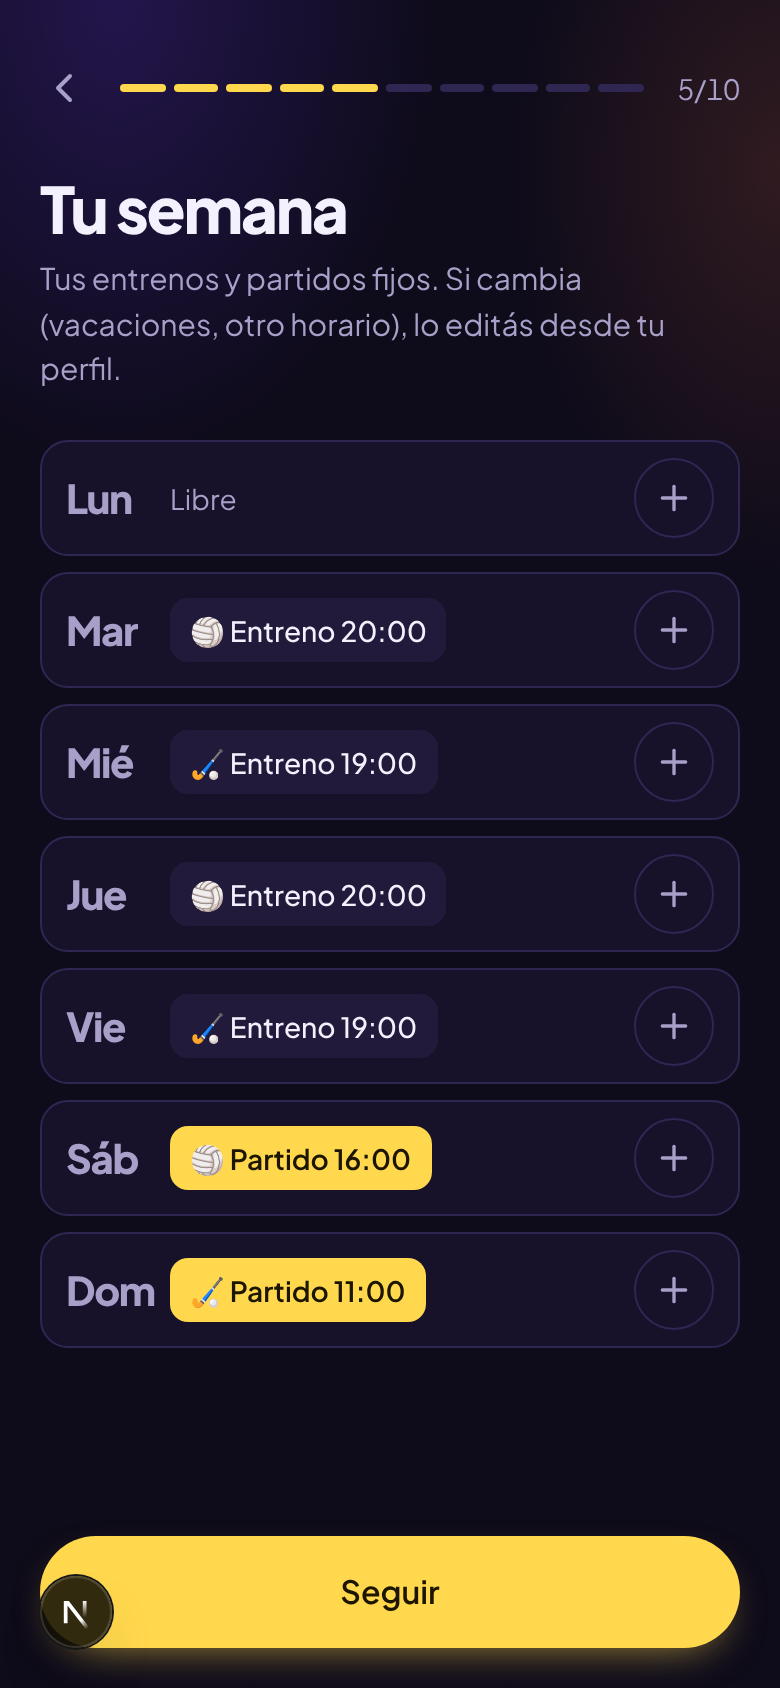 5/10
Tu semana
Tus entrenos y partidos fijos. Si cambia
(vacaciones, otro horario), lo editás desde tu
perfil.
Lun Libre +
Mar 🏐 Entreno 20:00 +
Mié 🏑 Entreno 19:00 +
Jue 🏐 Entreno 20:00 +
Vie 🏑 Entreno 19:00 +
Sáb 🏐 Partido 16:00 +
Dom 🏑 Partido 11:00 +
Seguir
N